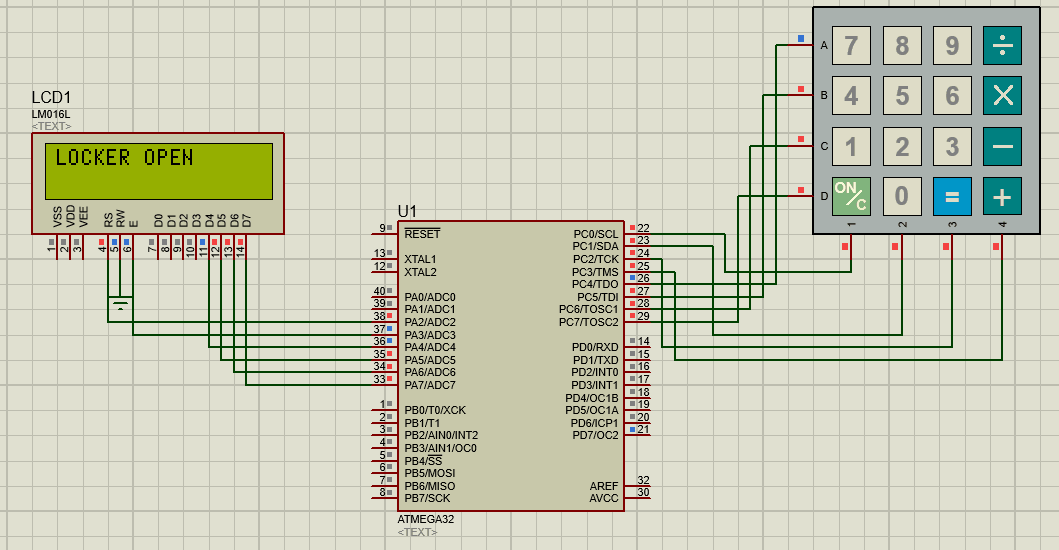 LCD1
LM016L
<TEXT>
LOCKER OPEN
VSS VDD VEE RS RW E D0 D1 D2 D3 D4 D5 D6 D7
1 2 3 4 5 6 7 8 9 10 11 12 13 14
U1
9 RESET
13 XTAL1
12 XTAL2
40 PA0/ADC0
39 PA1/ADC1
38 PA2/ADC2
37 PA3/ADC3
36 PA4/ADC4
35 PA5/ADC5
34 PA6/ADC6
33 PA7/ADC7
1 PB0/T0/XCK
2 PB1/T1
3 PB2/AIN0/INT2
4 PB3/AIN1/OC0
5 PB4/SS
6 PB5/MOSI
7 PB6/MISO
8 PB7/SCK
PC0/SCL 22
PC1/SDA 23
PC2/TCK 24
PC3/TMS 25
PC4/TDO 26
PC5/TDI 27
PC6/TOSC1 28
PC7/TOSC2 29
PD0/RXD 14
PD1/TXD 15
PD2/INT0 16
PD3/INT1 17
PD4/OC1B 18
PD5/OC1A 19
PD6/ICP1 20
PD7/OC2 21
AREF 32
AVCC 30
ATMEGA32
<TEXT>
A 7 8 9 ÷
B 4 5 6 ×
C 1 2 3 −
D ON/C 0 = +
1 2 3 4